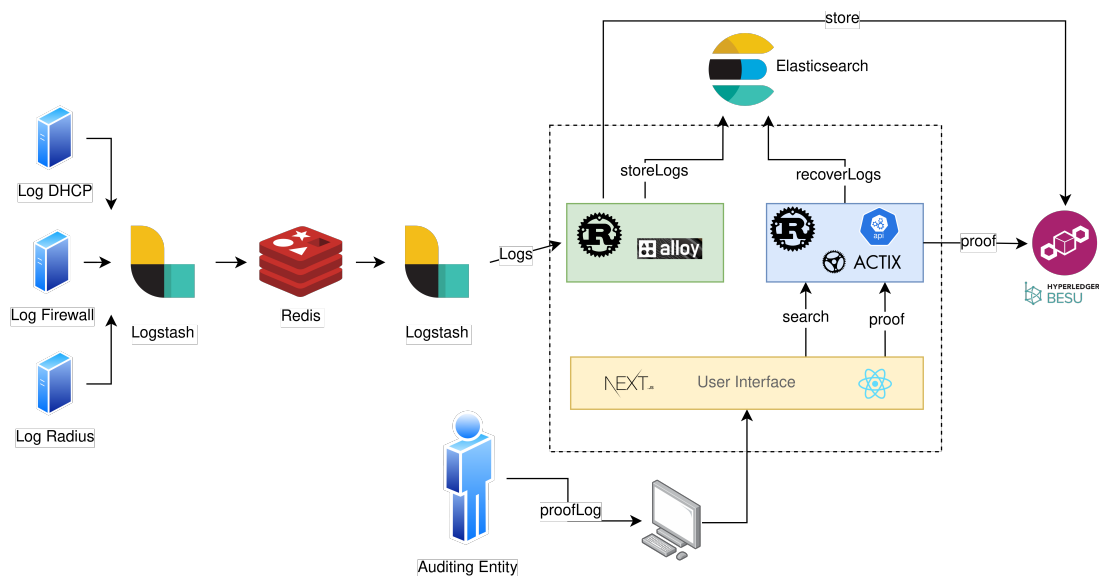 store
Elasticsearch
Log DHCP
storeLogs
recoverLogs
R
alloy
R
api
ACTIX
Logs
proof
HYPERLEDGER
BESU
Log Firewall
Logstash
Redis
Logstash
search
proof
NEXT.JS
User Interface
Log Radius
proofLog
Auditing Entity